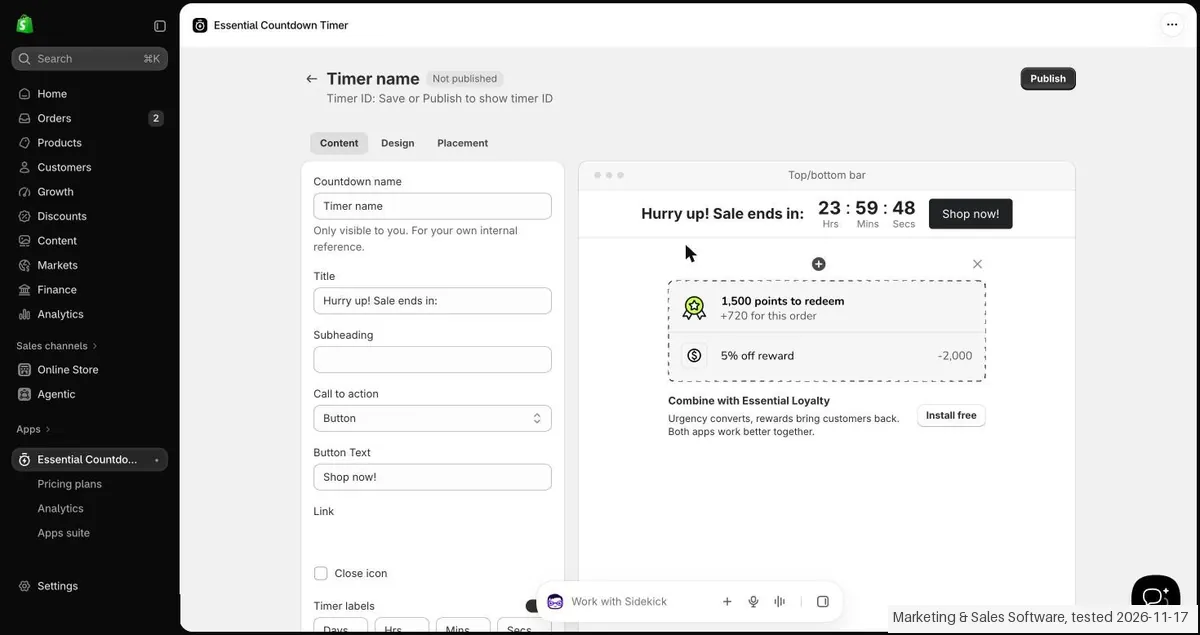 Essential Countdown Timer
Search ⌘K
Home
Orders 2
Products
Customers
Growth
Discounts
Content
Markets
Finance
Analytics
Sales channels
Online Store
Agentic
Apps
Essential Countdo...
Pricing plans
Analytics
Apps suite
Settings
Timer name Not published
Timer ID: Save or Publish to show timer ID
Publish
Content Design Placement
Countdown name
Timer name
Only visible to you. For your own internal
reference.
Title
Hurry up! Sale ends in:
Subheading
Call to action
Button
Button Text
Shop now!
Link
Close icon
Timer labels
Days Hrs Mins Secs
Top/bottom bar
Hurry up! Sale ends in: 23 : 59 : 48 Shop now!
Hrs Mins Secs
1,500 points to redeem
+720 for this order
5% off reward -2,000
Combine with Essential Loyalty
Urgency converts, rewards bring customers back.
Both apps work better together.
Install free
Work with Sidekick
Marketing & Sales Software, tested 2026-11-17